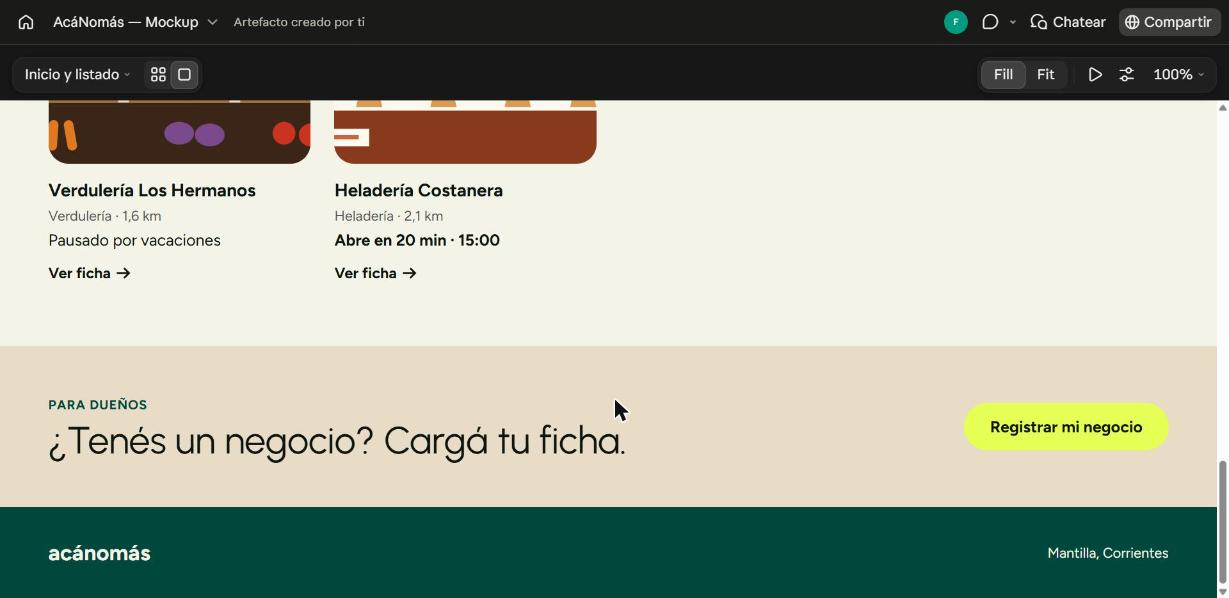 AcáNomás — Mockup
Artefacto creado por ti
F
Chatear
Compartir
Inicio y listado
Fill
Fit
100%
Verdulería Los Hermanos
Verdulería · 1,6 km
Pausado por vacaciones
Ver ficha →
Heladería Costanera
Heladería · 2,1 km
Abre en 20 min · 15:00
Ver ficha →
PARA DUEÑOS
¿Tenés un negocio? Cargá tu ficha.
Registrar mi negocio
acánomás
Mantilla, Corrientes